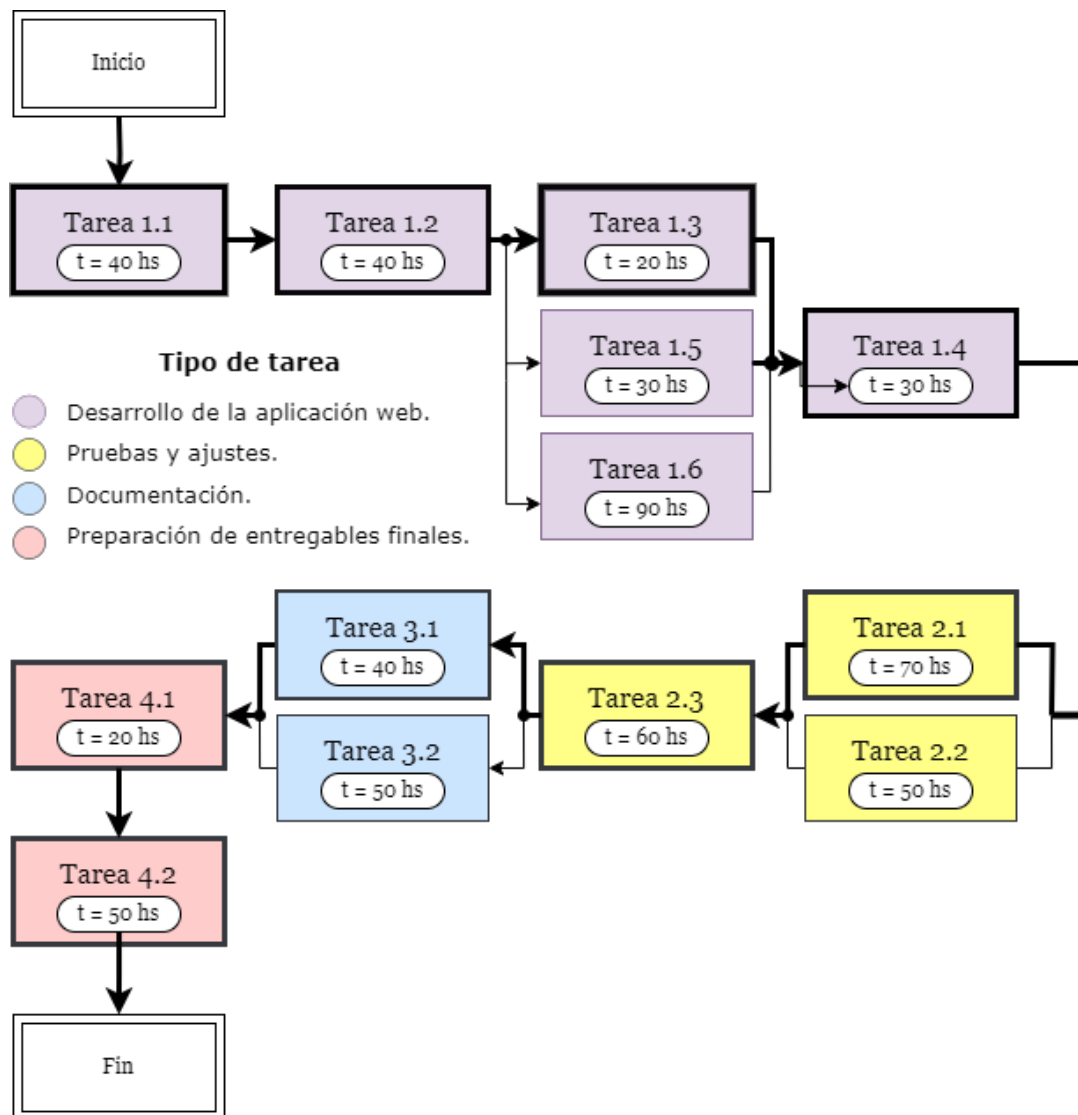 Inicio
Tarea 1.1
t = 40 hs
Tarea 1.2
t = 40 hs
Tarea 1.3
t = 20 hs
Tarea 1.5
t = 30 hs
Tarea 1.6
t = 90 hs
Tarea 1.4
t = 30 hs
Tipo de tarea
Desarrollo de la aplicación web.
Pruebas y ajustes.
Documentación.
Preparación de entregables finales.
Tarea 2.1
t = 70 hs
Tarea 2.2
t = 50 hs
Tarea 2.3
t = 60 hs
Tarea 3.1
t = 40 hs
Tarea 3.2
t = 50 hs
Tarea 4.1
t = 20 hs
Tarea 4.2
t = 50 hs
Fin